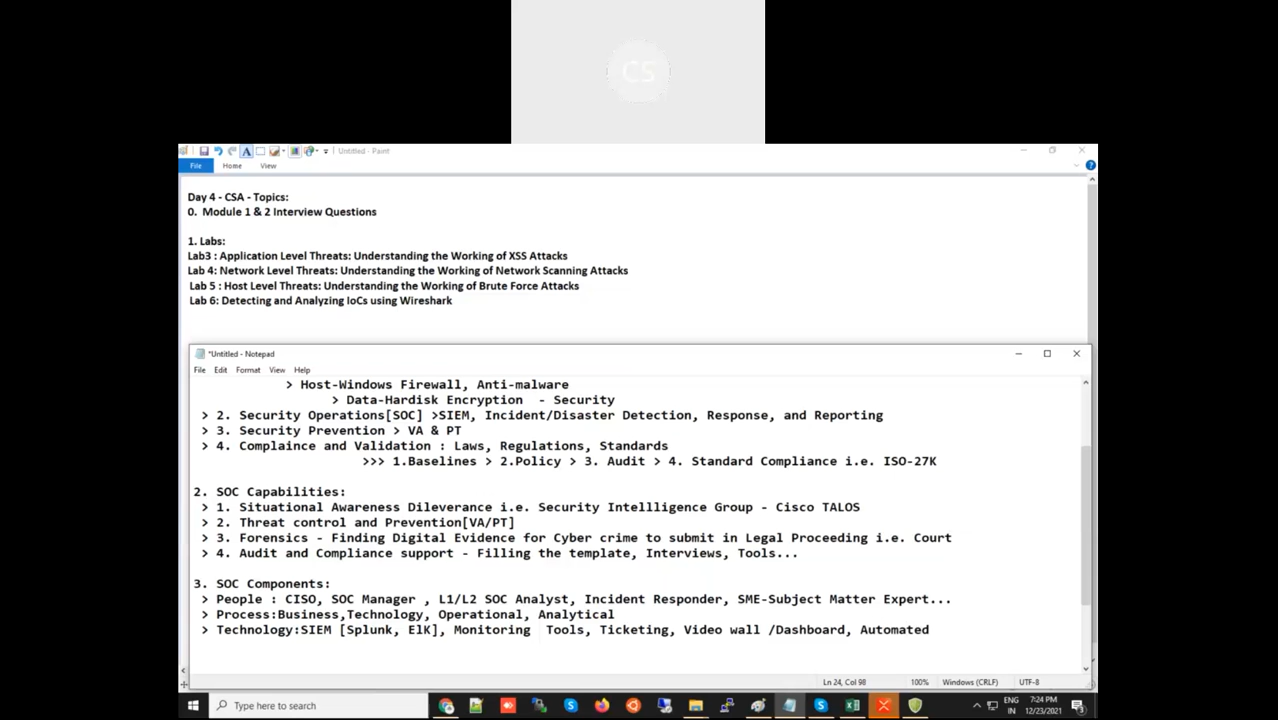 CS
Untitled - Paint
File Home View
Day 4 - CSA - Topics:
0. Module 1 & 2 Interview Questions
1. Labs:
Lab3 : Application Level Threats: Understanding the Working of XSS Attacks
Lab 4: Network Level Threats: Understanding the Working of Network Scanning Attacks
Lab 5 : Host Level Threats: Understanding the Working of Brute Force Attacks
Lab 6: Detecting and Analyzing IoCs using Wireshark
*Untitled - Notepad
File Edit Format View Help
> Host-Windows Firewall, Anti-malware
> Data-Hardisk Encryption - Security
> 2. Security Operations[SOC] >SIEM, Incident/Disaster Detection, Response, and Reporting
> 3. Security Prevention > VA & PT
> 4. Complaince and Validation : Laws, Regulations, Standards
>>> 1.Baselines > 2.Policy > 3. Audit > 4. Standard Compliance i.e. ISO-27K
2. SOC Capabilities:
> 1. Situational Awareness Dileverance i.e. Security Intellligence Group - Cisco TALOS
> 2. Threat control and Prevention[VA/PT]
> 3. Forensics - Finding Digital Evidence for Cyber crime to submit in Legal Proceeding i.e. Court
> 4. Audit and Compliance support - Filling the template, Interviews, Tools...
3. SOC Components:
> People : CISO, SOC Manager , L1/L2 SOC Analyst, Incident Responder, SME-Subject Matter Expert...
> Process:Business,Technology, Operational, Analytical
> Technology:SIEM [Splunk, ElK], Monitoring Tools, Ticketing, Video wall /Dashboard, Automated
Ln 24, Col 98 100% Windows (CRLF) UTF-8
Type here to search
ENG 7:24 PM
IN 12/23/2021